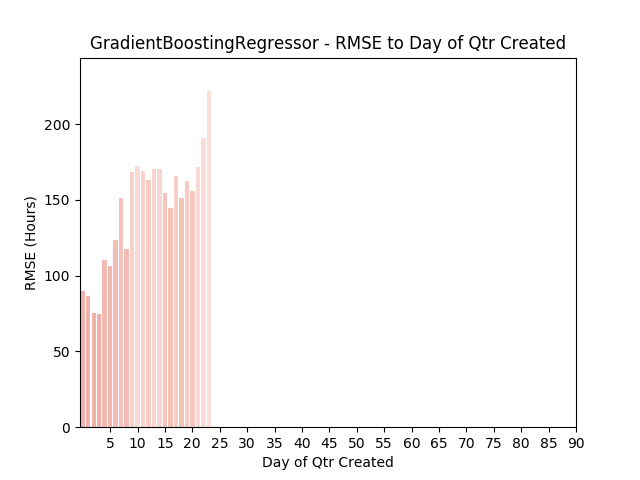 GradientBoostingRegressor - RMSE to Day of Qtr Created
RMSE (Hours)
200
150
100
50
0
5 10 15 20 25 30 35 40 45 50 55 60 65 70 75 80 85 90
Day of Qtr Created